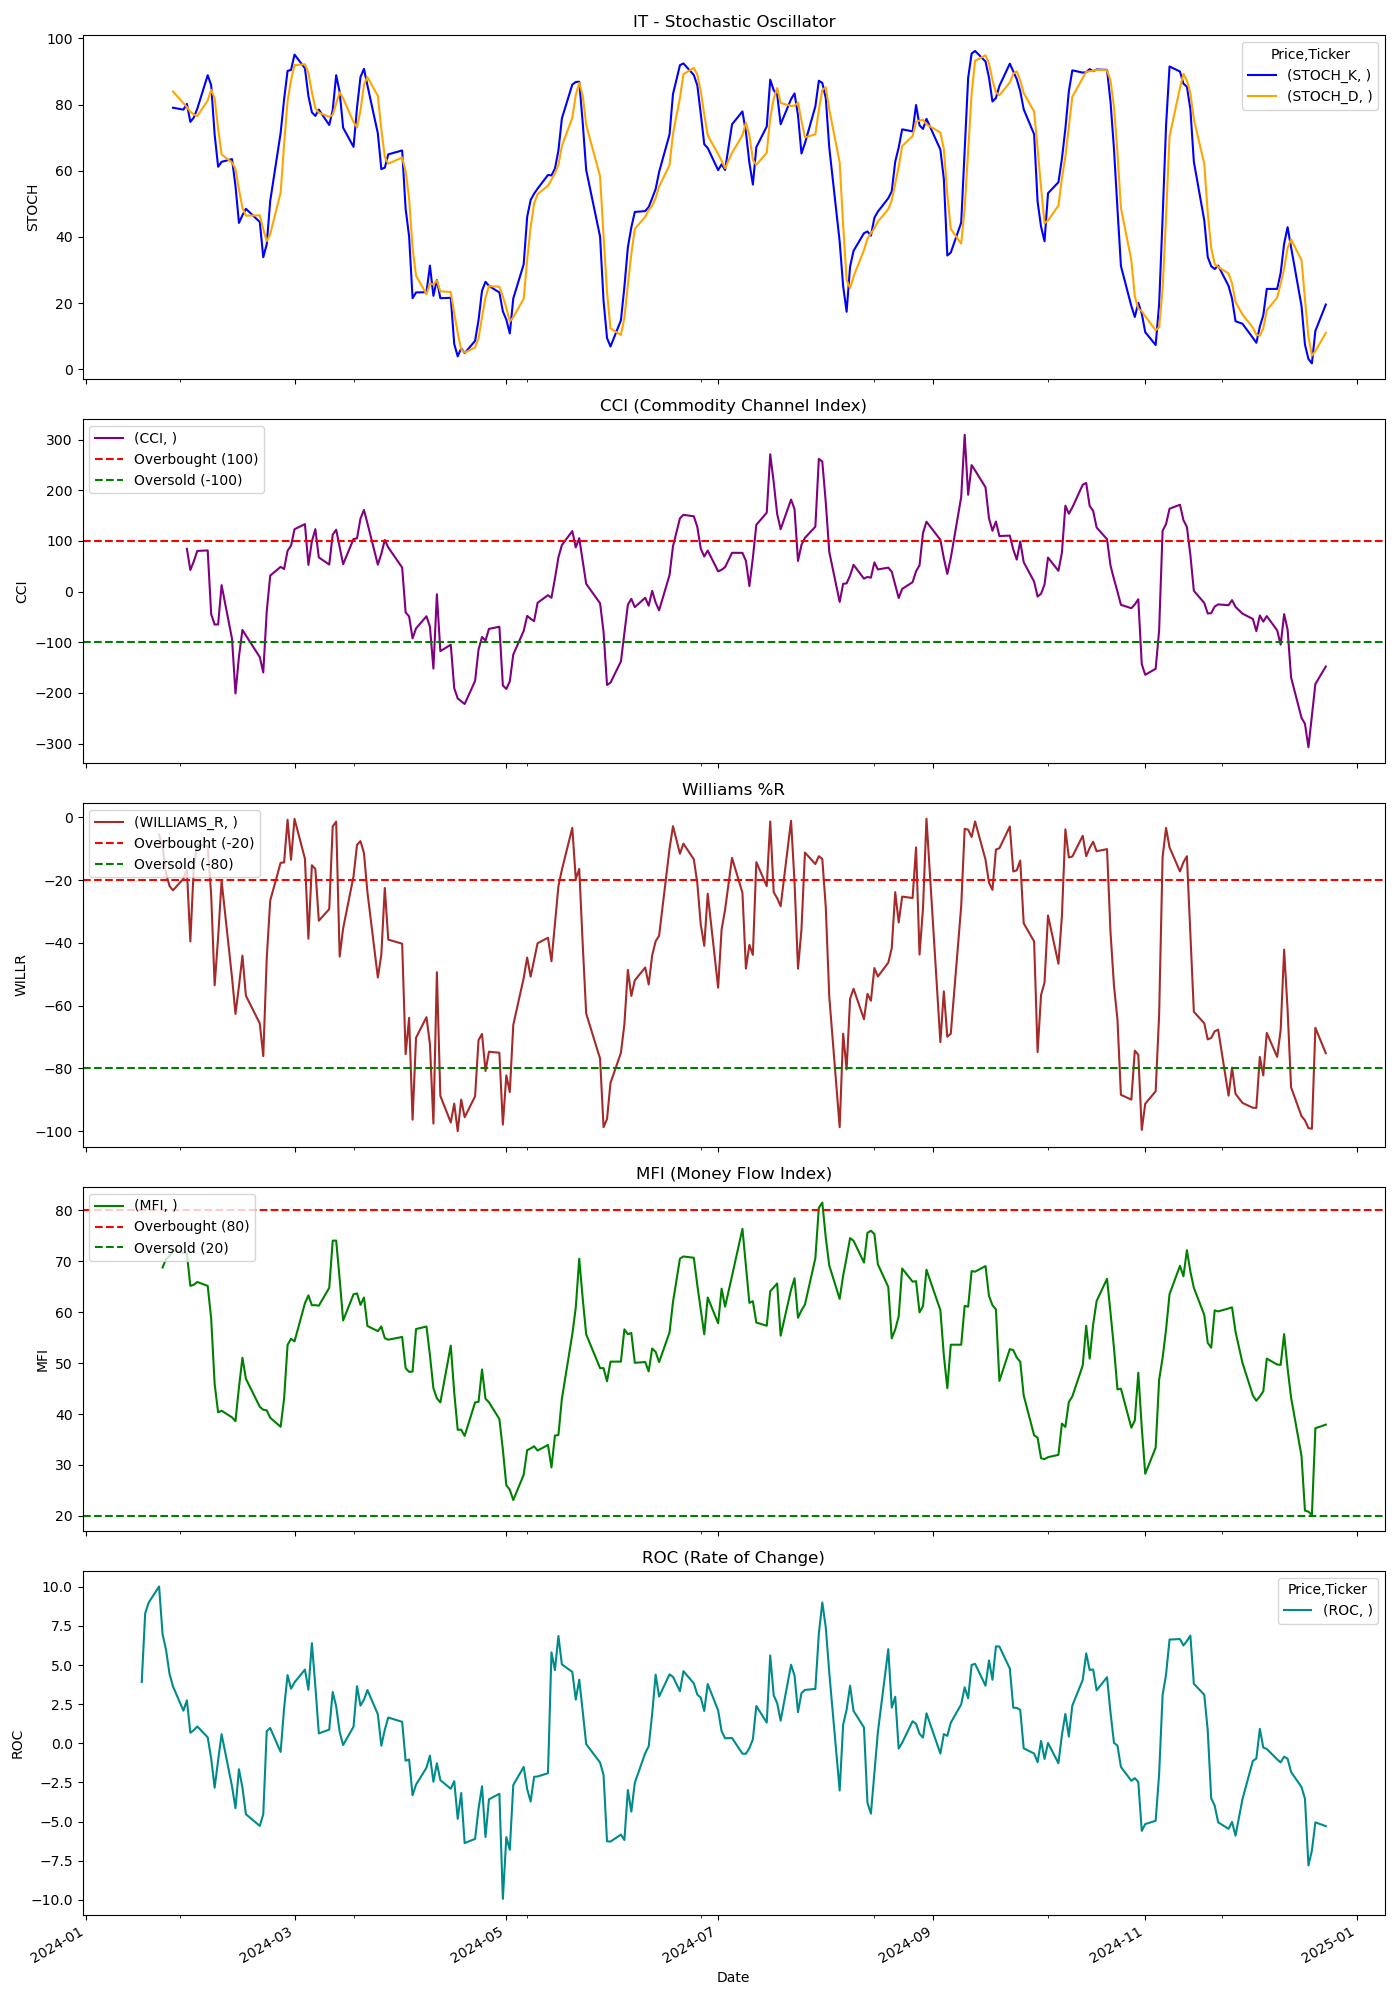 IT - Stochastic Oscillator
100
80
60
40
20
0
STOCH
Price,Ticker
(STOCH_K, )
(STOCH_D, )
CCI (Commodity Channel Index)
300
200
100
0
−100
−200
−300
CCI
(CCI, )
Overbought (100)
Oversold (-100)
Williams %R
0
−20
−40
−60
−80
−100
WILLR
(WILLIAMS_R, )
Overbought (-20)
Oversold (-80)
MFI (Money Flow Index)
80
70
60
50
40
30
20
MFI
(MFI, )
Overbought (80)
Oversold (20)
ROC (Rate of Change)
10.0
7.5
5.0
2.5
0.0
−2.5
−5.0
−7.5
−10.0
ROC
Price,Ticker
(ROC, )
2024-01
2024-03
2024-05
2024-07
2024-09
2024-11
2025-01
Date